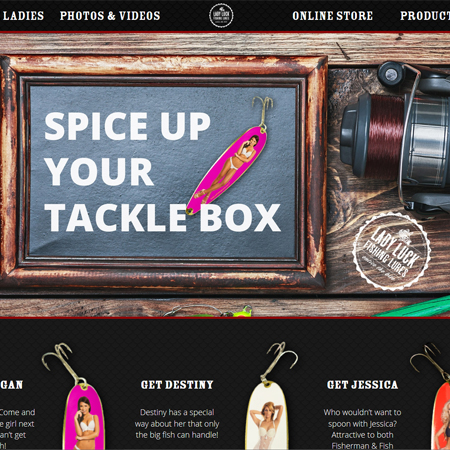 LADIES
PHOTOS & VIDEOS
LADY LUCK
FISHING LURES
ONLINE STORE
PRODUCT
SPICE UP
YOUR
TACKLE BOX
LADY LUCK
FISHING LURES
GAN
Come and
e girl next
an't get
h!
GET DESTINY
Destiny has a special
way about her that only
the big fish can handle!
GET JESSICA
Who wouldn't want to
spoon with Jessica?
Attractive to both
Fisherman & Fish